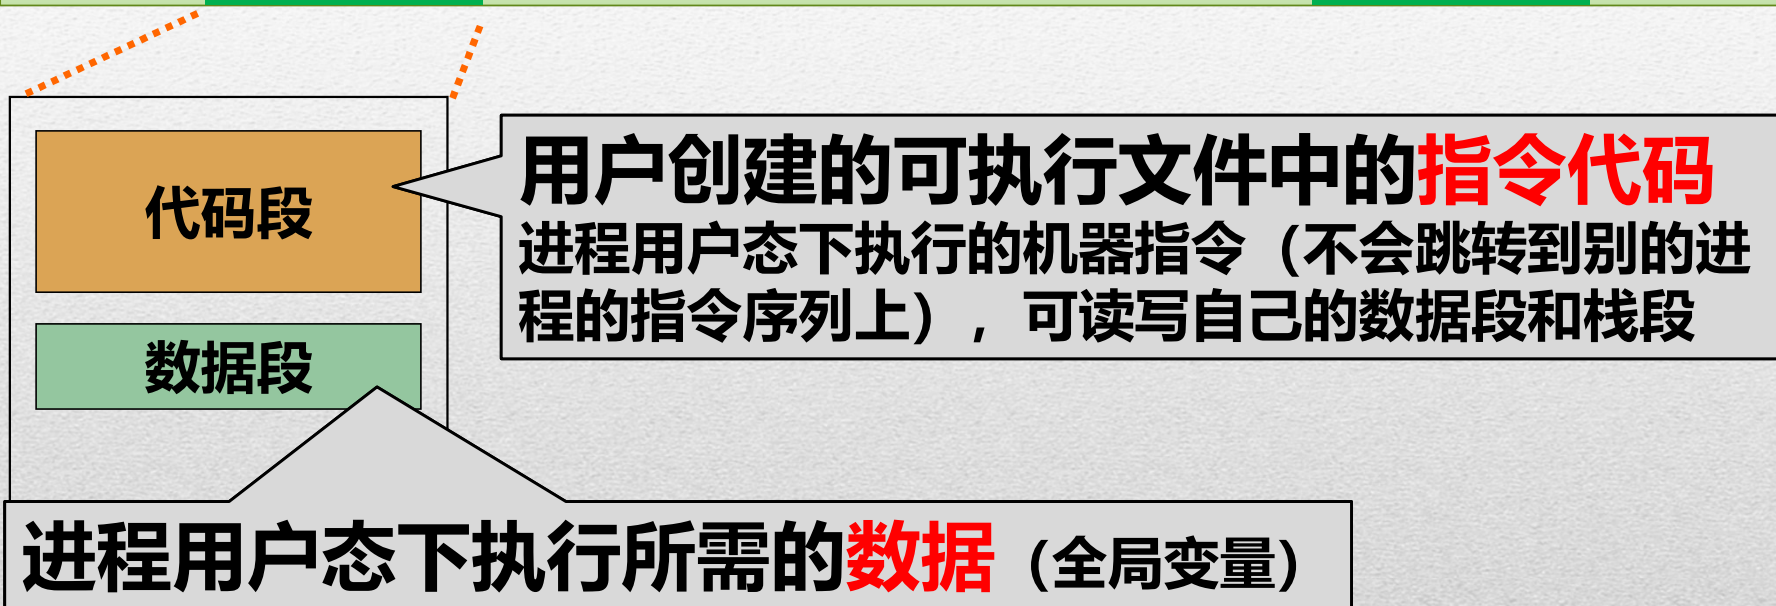 代码段
用户创建的可执行文件中的指令代码
进程用户态下执行的机器指令（不会跳转到别的进
程的指令序列上），可读写自己的数据段和栈段
数据段
进程用户态下执行所需的数据（全局变量）